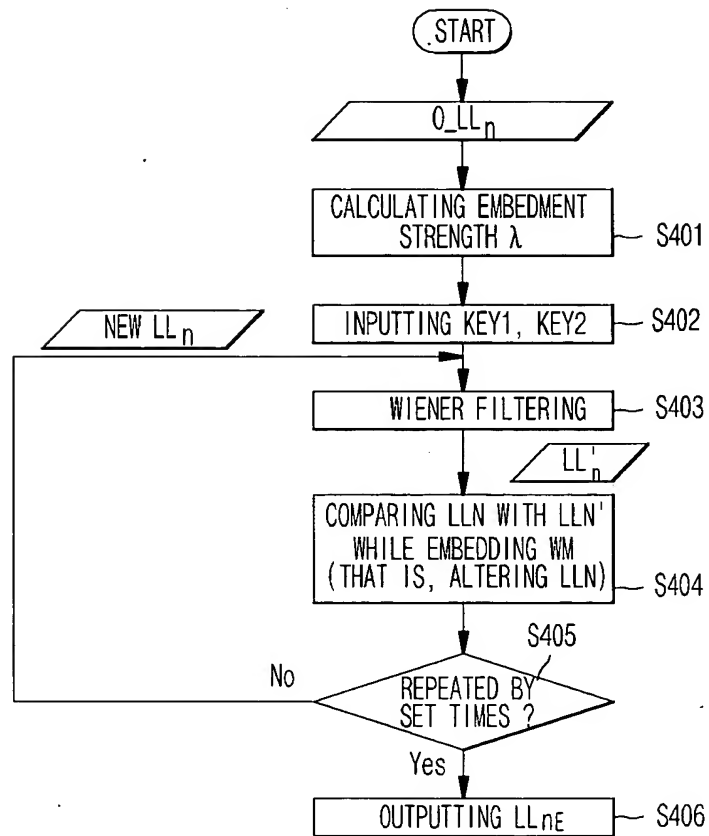 START
O_LLn
CALCULATING EMBEDMENT
STRENGTH λ
S401
NEW LLn
INPUTTING KEY1, KEY2
S402
WIENER FILTERING
S403
LLn'
COMPARING LLN WITH LLN'
WHILE EMBEDDING WM
(THAT IS, ALTERING LLN)
S404
S405
No
REPEATED BY
SET TIMES ?
Yes
OUTPUTTING LLnE
S406